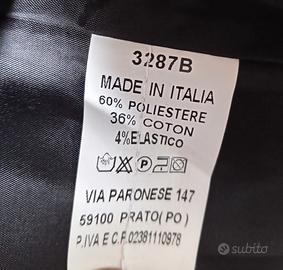 3287B
MADE IN ITALIA
60% POLIESTERE
36% COTON
4%ELASTICO
VIA PARONESE 147
59100 PRATO(PO)
P.IVA E C.F.02381110978
subito